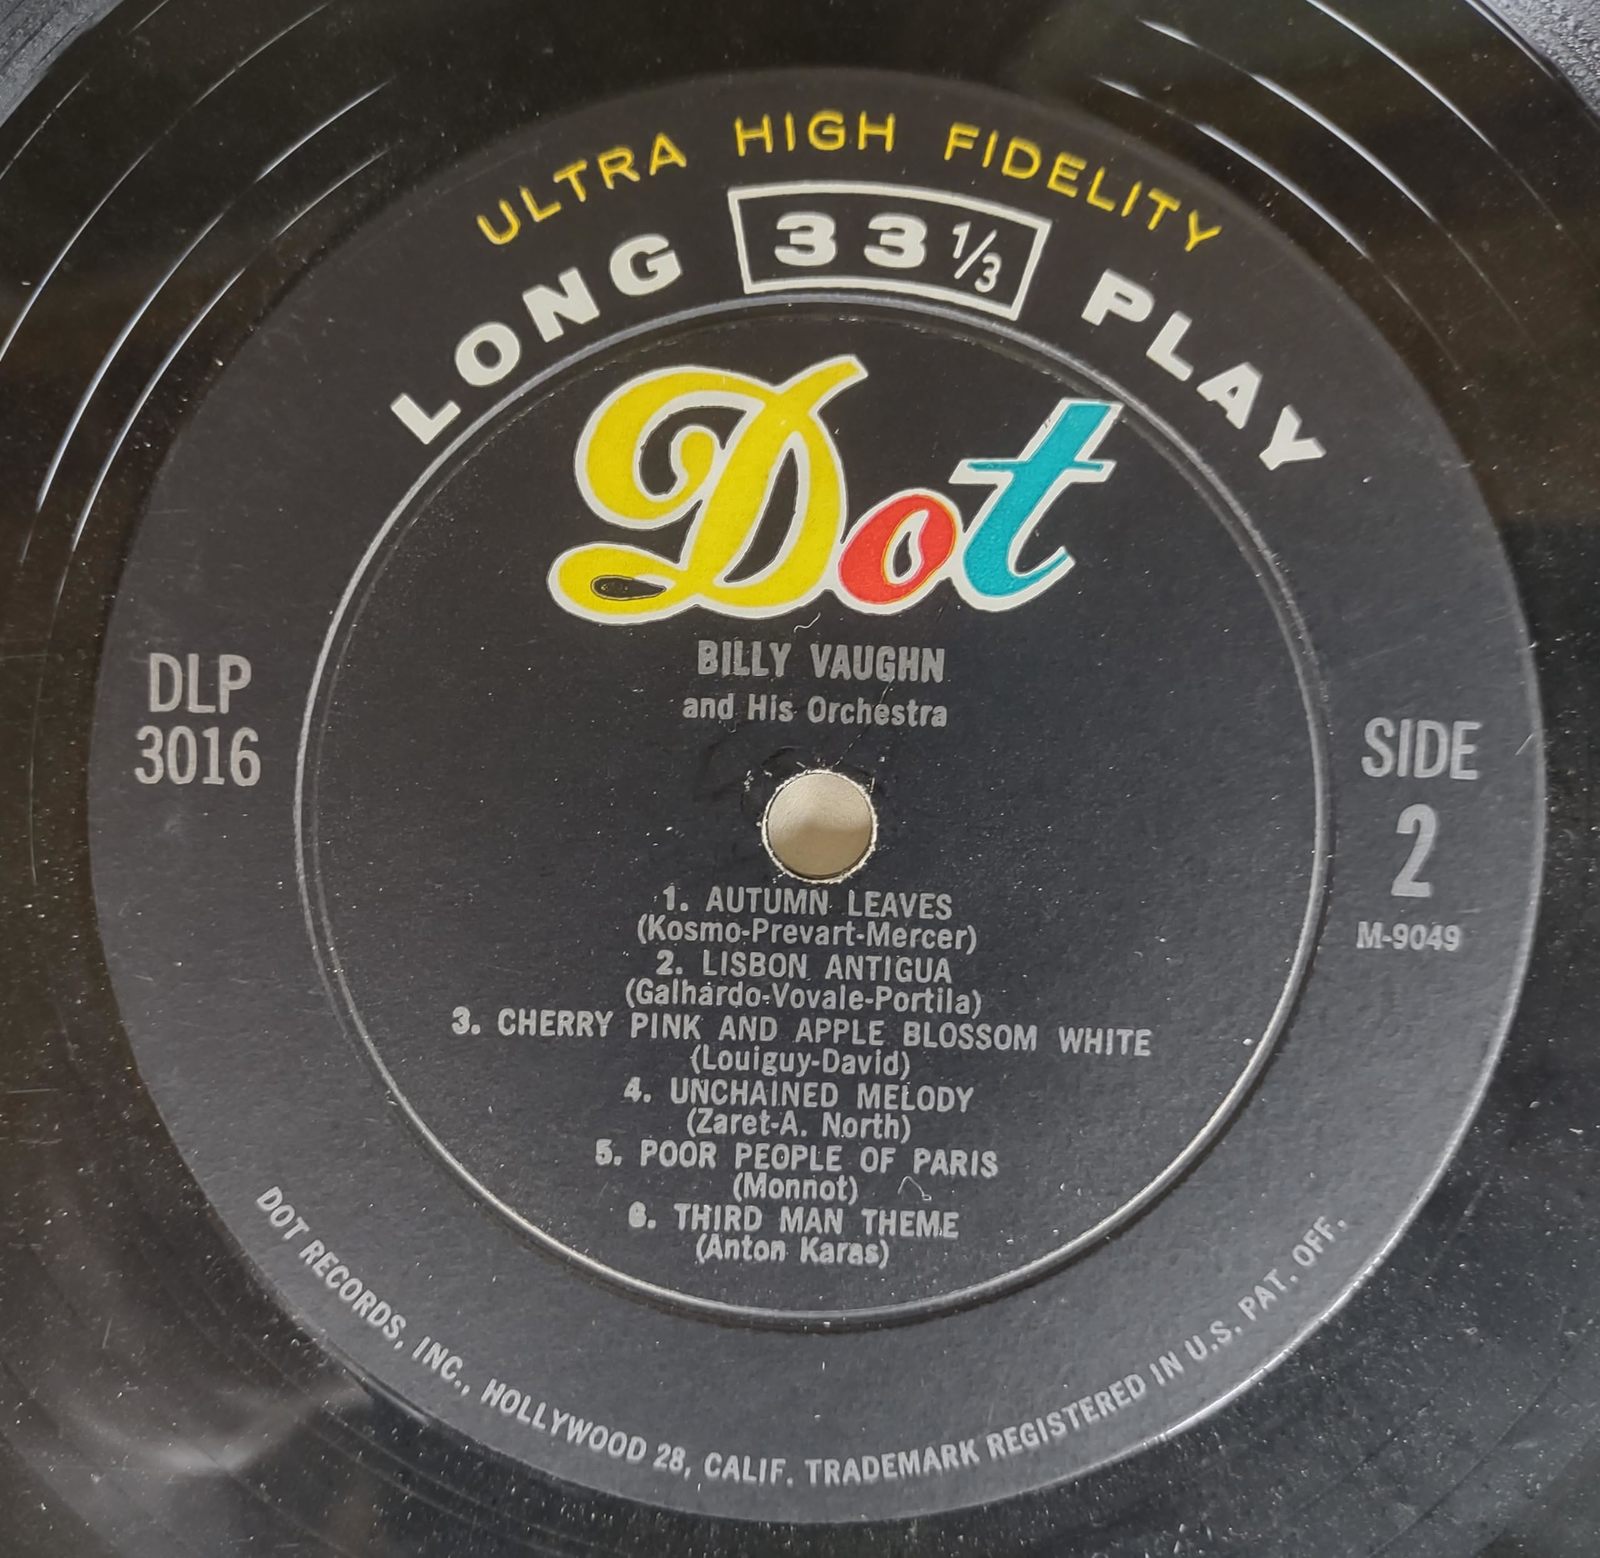 ULTRA HIGH FIDELITY
LONG 33 1/3 PLAY
Dot
BILLY VAUGHN
and His Orchestra
DLP
3016
SIDE
2
M-9049
1. AUTUMN LEAVES
(Kosmo-Prevart-Mercer)
2. LISBON ANTIGUA
(Galhardo-Vovale-Portila)
3. CHERRY PINK AND APPLE BLOSSOM WHITE
(Louiguy-David)
4. UNCHAINED MELODY
(Zaret-A. North)
5. POOR PEOPLE OF PARIS
(Monnot)
6. THIRD MAN THEME
(Anton Karas)
DOT RECORDS, INC., HOLLYWOOD 28, CALIF. TRADEMARK REGISTERED IN U.S. PAT. OFF.